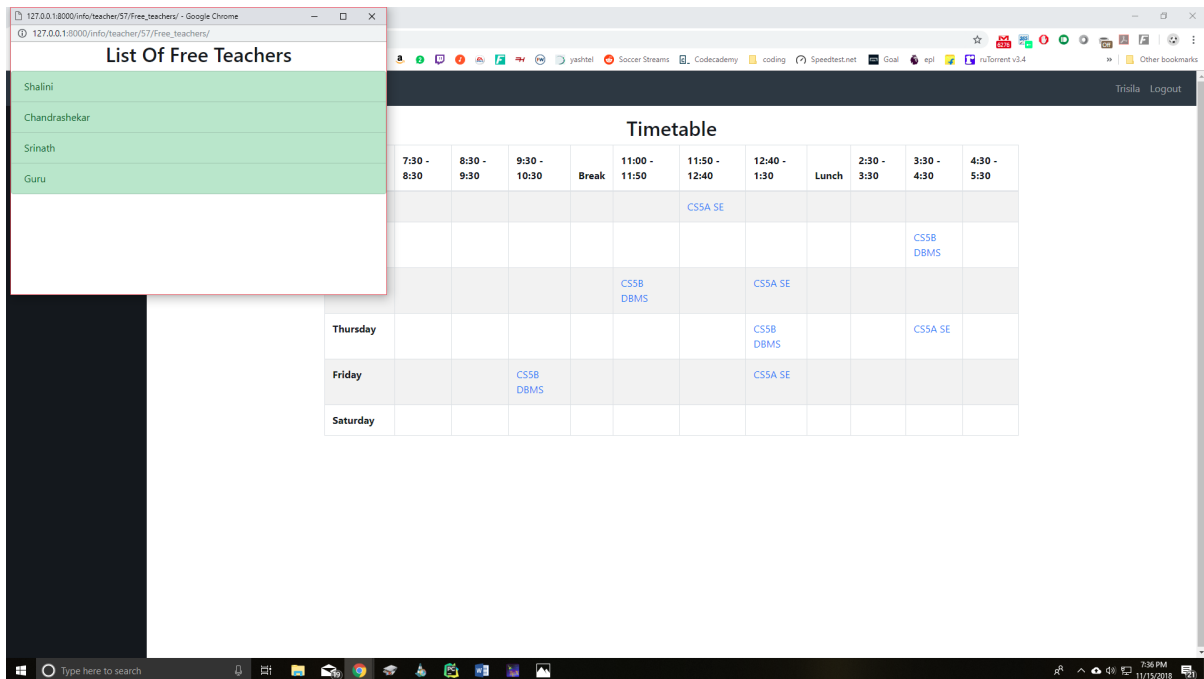 127.0.0.1:8000/info/teacher/57/Free_teachers/ - Google Chrome
127.0.0.1:8000/info/teacher/57/Free_teachers/
List Of Free Teachers
Shalini
Chandrashekar
Srinath
Guru
yashtel Soccer Streams Codecademy coding Speedtest.net Goal epl ruTorrent v3.4 » Other bookmarks
Trisila Logout
Timetable
7:30 - 8:30 - 9:30 - 11:00 - 11:50 - 12:40 - 2:30 - 3:30 - 4:30 -
8:30 9:30 10:30 Break 11:50 12:40 1:30 Lunch 3:30 4:30 5:30
CS5A SE
CS5B
DBMS
CS5B CS5A SE
DBMS
Thursday CS5B CS5A SE
DBMS
Friday CS5B CS5A SE
DBMS
Saturday
Type here to search
7:36 PM
11/15/2018